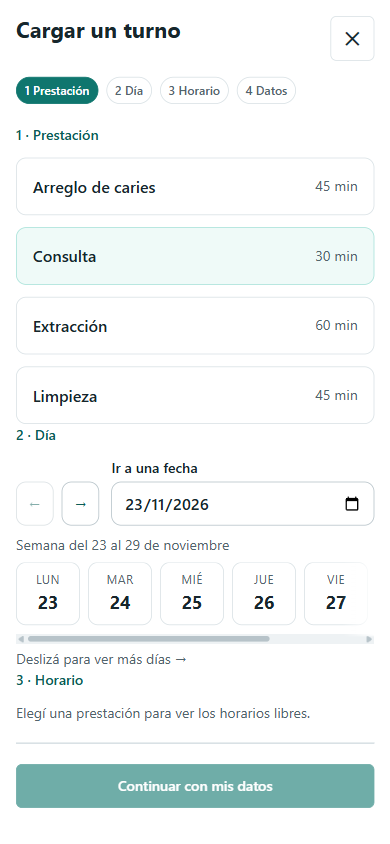 Cargar un turno
1 Prestación 2 Día 3 Horario 4 Datos
1 · Prestación
Arreglo de caries 45 min
Consulta 30 min
Extracción 60 min
Limpieza 45 min
2 · Día
Ir a una fecha
← → 23/11/2026
Semana del 23 al 29 de noviembre
LUN MAR MIÉ JUE VIE
23 24 25 26 27
Deslizá para ver más días →
3 · Horario
Elegí una prestación para ver los horarios libres.
Continuar con mis datos